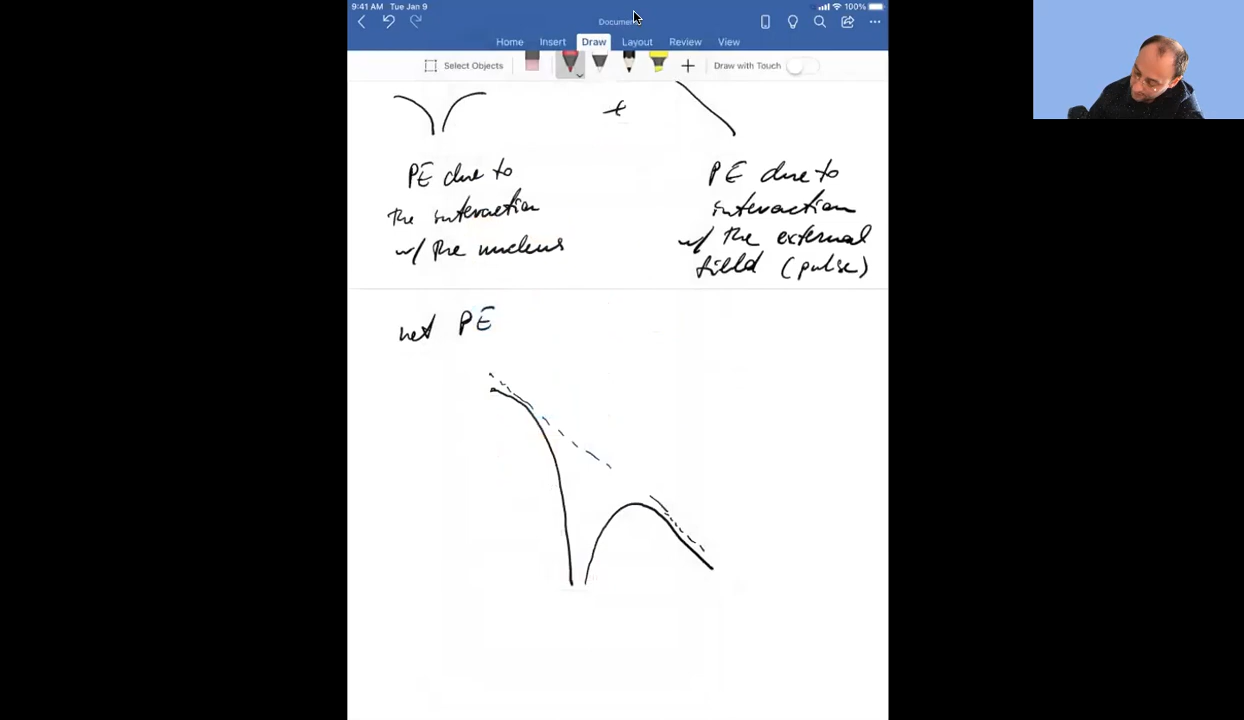 9:41 AM Tue Jan 9
100%
Document
Home Insert Draw Layout Review View
Select Objects
Draw with Touch
+
PE due to
the interaction
w/ the nucleus
PE due to
interaction
w/ the external
field (pulse)
net PE